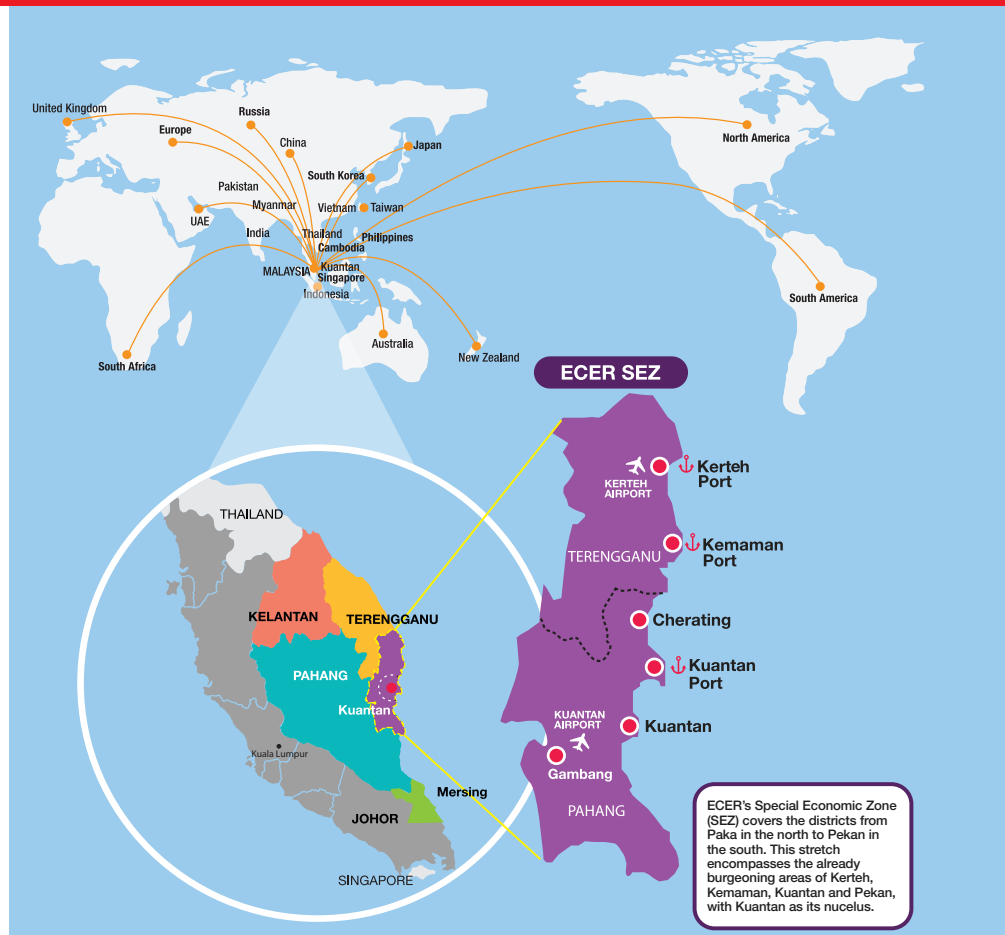 United Kingdom
Russia
Europe
China
Japan
North America
South Korea
Pakistan
Myanmar
Vietnam
Taiwan
UAE
India
Thailand
Philippines
Cambodia
MALAYSIA
Kuantan
Singapore
Indonesia
South America
Australia
New Zealand
South Africa
ECER SEZ
Kerteh
Port
KERTEH
AIRPORT
TERENGGANU
Kemaman
Port
Cherating
Kuantan
Port
KUANTAN
AIRPORT
Kuantan
Gambang
PAHANG
THAILAND
KELANTAN
TERENGGANU
PAHANG
Kuantan
Kuala Lumpur
Mersing
JOHOR
SINGAPORE
ECER's Special Economic Zone
(SEZ) covers the districts from
Paka in the north to Pekan in
the south. This stretch
encompasses the already
burgeoning areas of Kerteh,
Kemaman, Kuantan and Pekan,
with Kuantan as its nucelus.